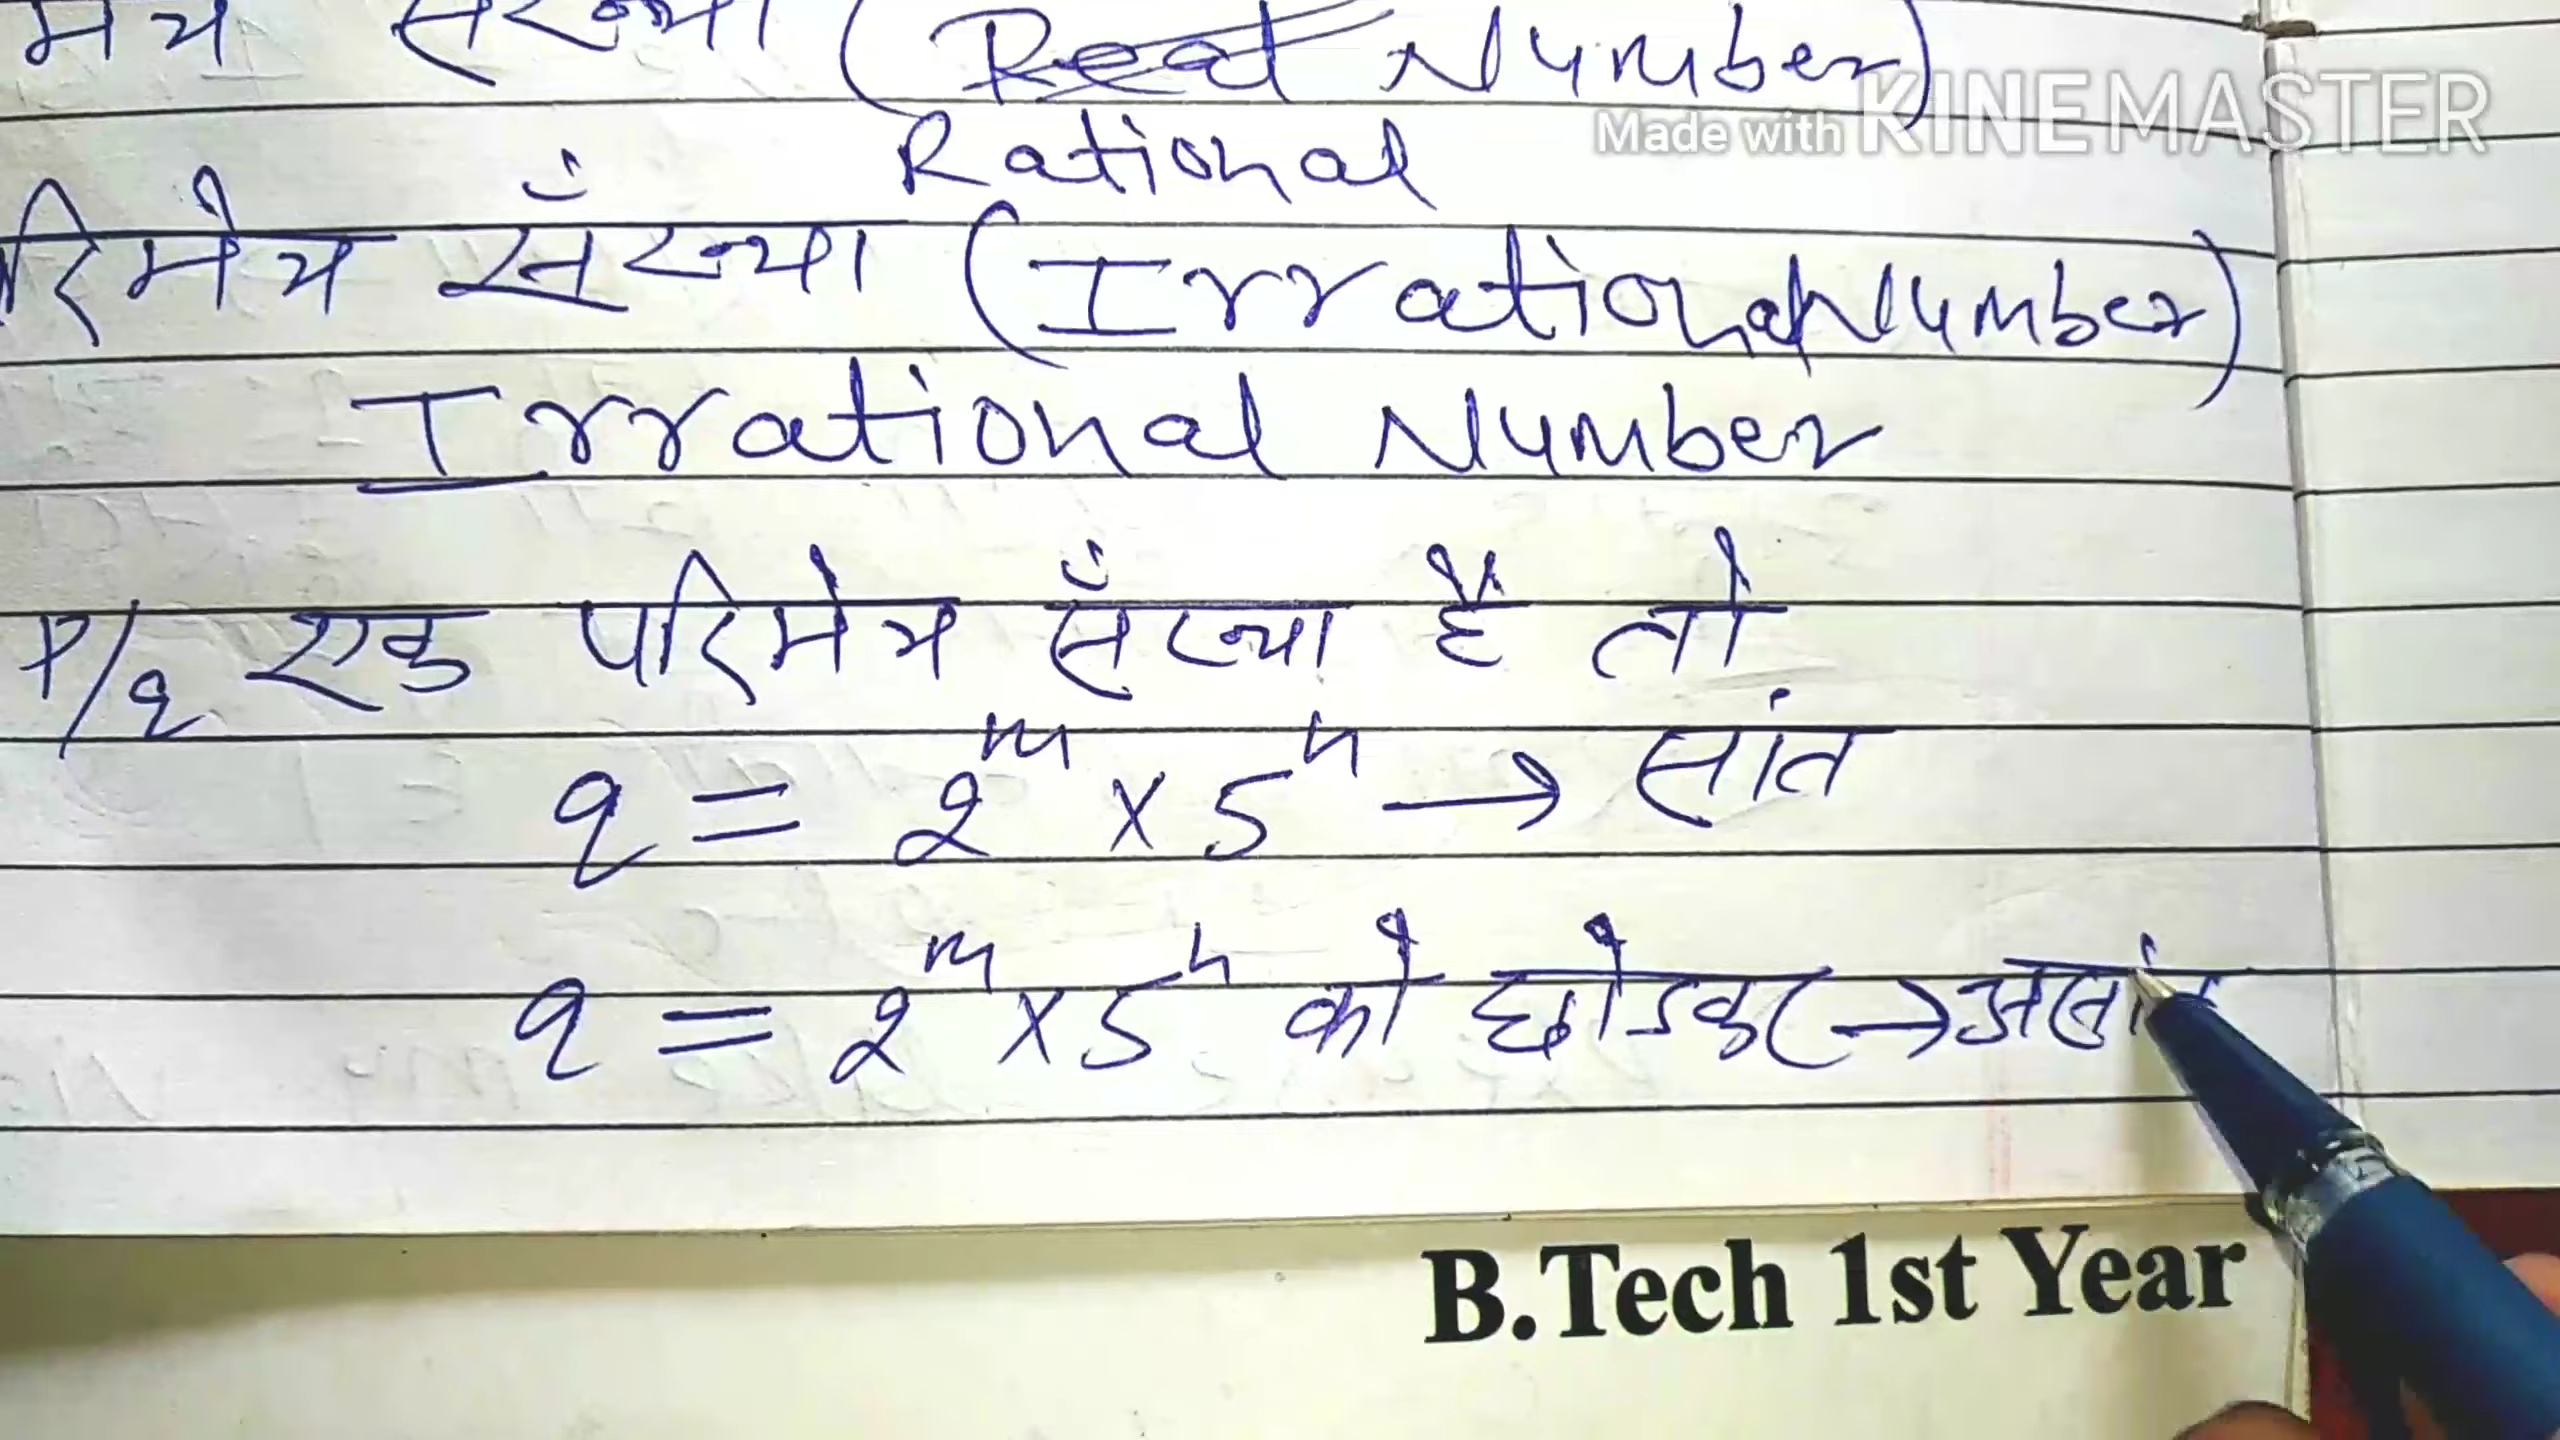 मेय संख्या (Real Number)
Made with KINEMASTER
Rational
रिमेय सँख्या (Irrational Number)
Irrational Number
P/q एक परिमेय सँख्या हैं तो
q = 2^m × 5^n → सांत
q = 2^m × 5^n को छोडकर → असांत
B.Tech 1st Year